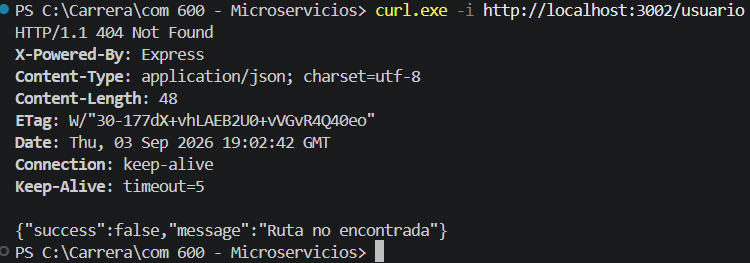 PS C:\Carrera\com 600 - Microservicios> curl.exe -i http://localhost:3002/usuario
HTTP/1.1 404 Not Found
X-Powered-By: Express
Content-Type: application/json; charset=utf-8
Content-Length: 48
ETag: W/"30-177dX+vhLAEB2U0+vVGvR4Q40eo"
Date: Thu, 03 Sep 2026 19:02:42 GMT
Connection: keep-alive
Keep-Alive: timeout=5

{"success":false,"message":"Ruta no encontrada"}
PS C:\Carrera\com 600 - Microservicios>